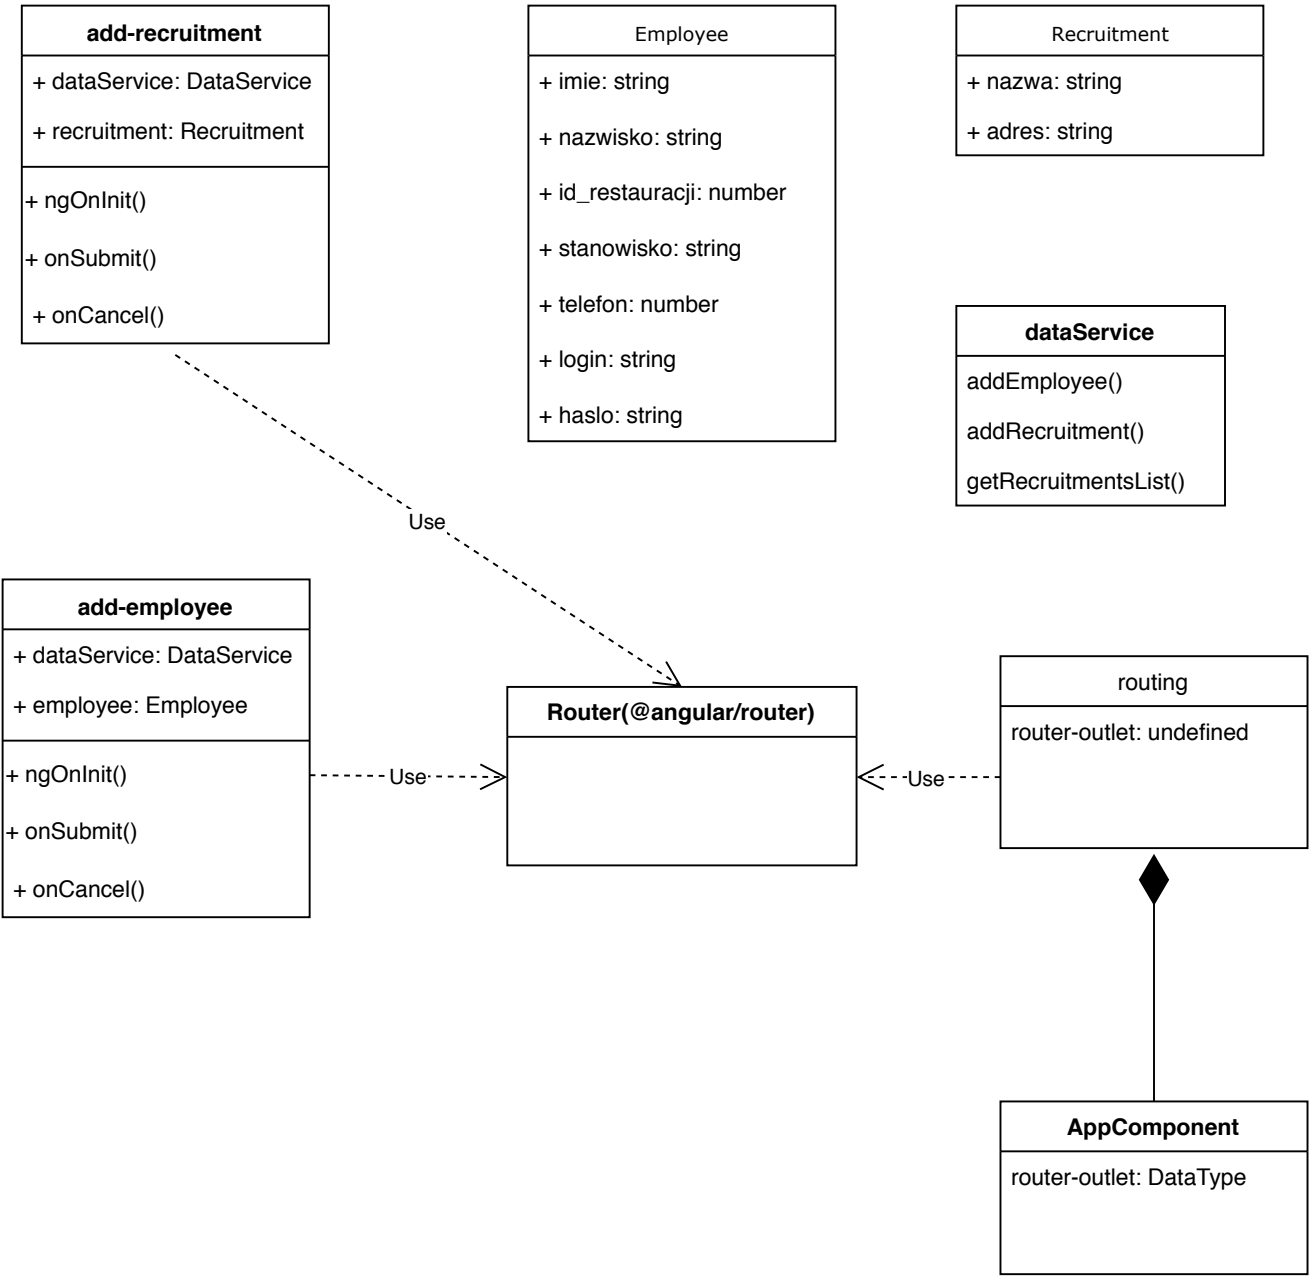 add-recruitment
+ dataService: DataService
+ recruitment: Recruitment
+ ngOnInit()
+ onSubmit()
+ onCancel()
Employee
+ imie: string
+ nazwisko: string
+ id_restauracji: number
+ stanowisko: string
+ telefon: number
+ login: string
+ haslo: string
Recruitment
+ nazwa: string
+ adres: string
dataService
addEmployee()
addRecruitment()
getRecruitmentsList()
Use
add-employee
+ dataService: DataService
+ employee: Employee
+ ngOnInit()
+ onSubmit()
+ onCancel()
Use
Router(@angular/router)
Use
routing
router-outlet: undefined
AppComponent
router-outlet: DataType